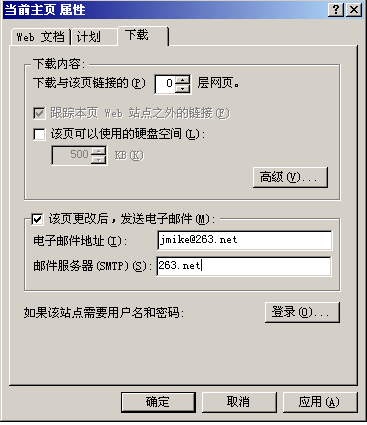 当前主页 属性
Web 文档 计划 下载
下载内容:
下载与该页链接的(P) 0 层网页。
跟踪本页 Web 站点之外的链接(F)
该页可以使用的硬盘空间(L):
500 KB(K)
高级(V)...
该页更改后，发送电子邮件(M):
电子邮件地址(I): jmike@263.net
邮件服务器(SMTP)(S): 263.net
如果该站点需要用户名和密码: 登录(O)...
确定 取消 应用(A)